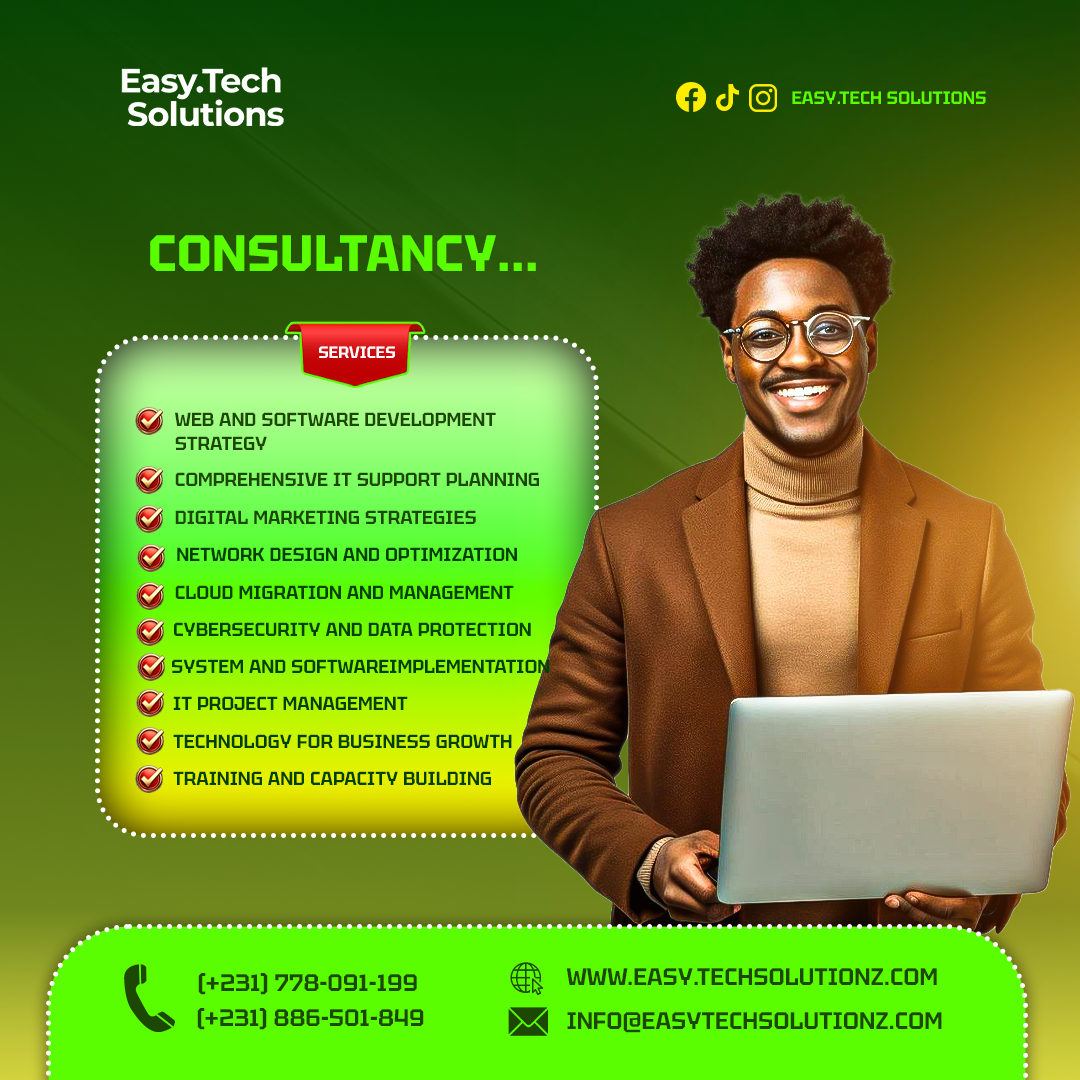 Easy.Tech
Solutions
EASY.TECH SOLUTIONS
CONSULTANCY...
SERVICES
WEB AND SOFTWARE DEVELOPMENT
STRATEGY
COMPREHENSIVE IT SUPPORT PLANNING
DIGITAL MARKETING STRATEGIES
NETWORK DESIGN AND OPTIMIZATION
CLOUD MIGRATION AND MANAGEMENT
CYBERSECURITY AND DATA PROTECTION
SYSTEM AND SOFTWAREIMPLEMENTATION
IT PROJECT MANAGEMENT
TECHNOLOGY FOR BUSINESS GROWTH
TRAINING AND CAPACITY BUILDING
(+231) 778-091-199
(+231) 886-501-849
WWW.EASY.TECHSOLUTIONZ.COM
INFO@EASYTECHSOLUTIONZ.COM